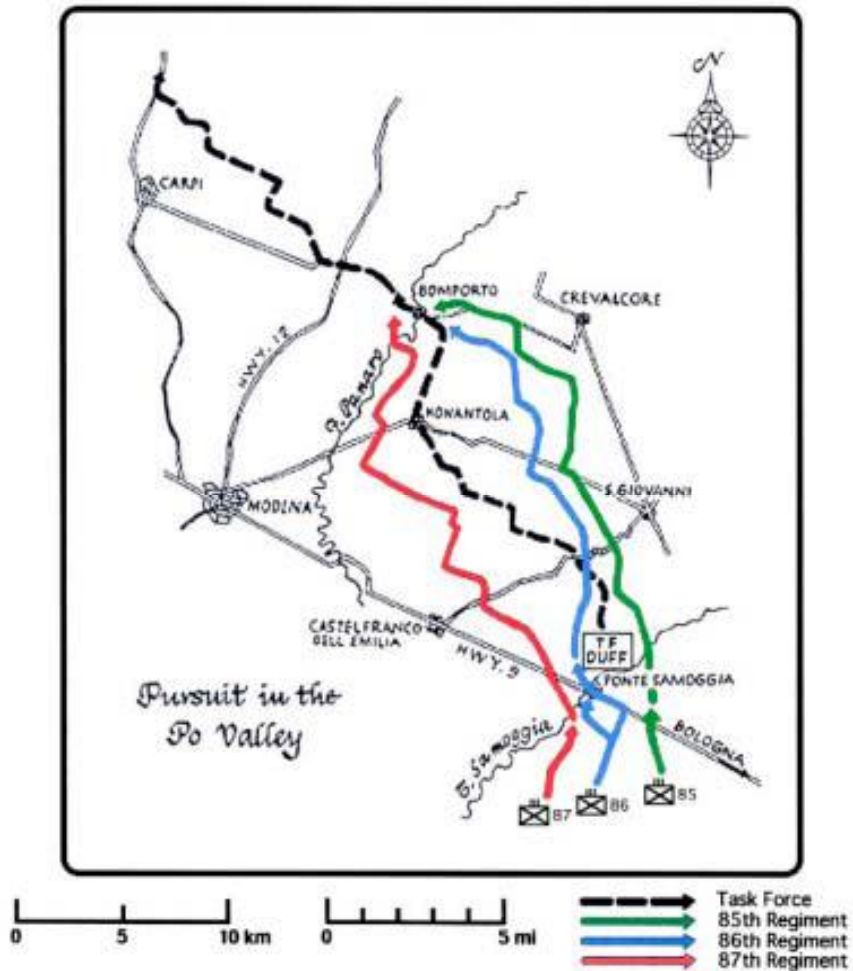 N
CARPI
BOMPORTO
CREVALCORE
HWY. 12
P. Panaro
NONANTOLA
S. GIOVANNI
MODENA
CASTELFRANCO
DELL EMILIA
HWY. 9
TF
DUFF
PONTE SAMOGGIA
Pursuit in the
Po Valley
T. Samoggia
BOLOGNA
87
86
85
0 5 10 km
0 5 mi
Task Force
85th Regiment
86th Regiment
87th Regiment